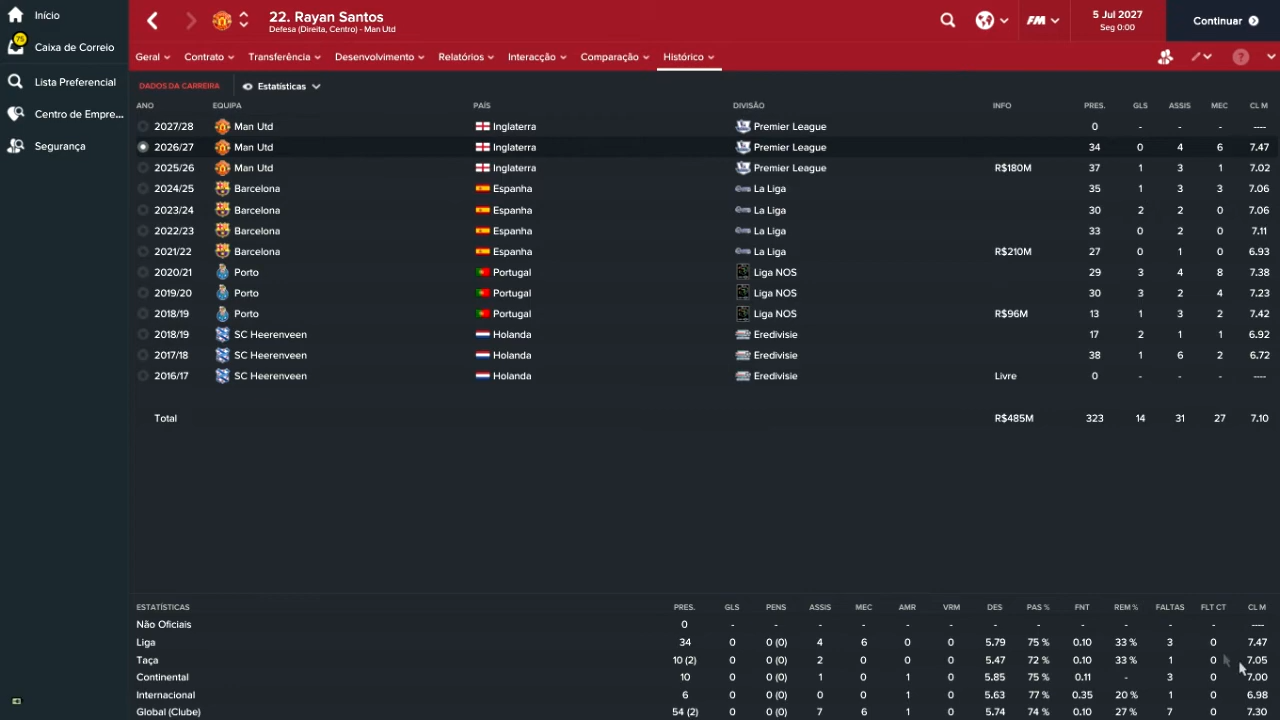 Início
22. Rayan Santos
Defesa (Direita, Centro) - Man Utd
FM
5 Jul 2027
Seg 0:00
Continuar
75
Caixa de Correio
Geral Contrato Transferência Desenvolvimento Relatórios Interacção Comparação Histórico
Lista Preferencial
Centro de Empre...
Segurança
DADOS DA CARREIRA Estatísticas
ANO EQUIPA PAÍS DIVISÃO INFO PRES. GLS ASSIS MEC CL M
2027/28 Man Utd Inglaterra Premier League 0 - - - ----
2026/27 Man Utd Inglaterra Premier League 34 0 4 6 7.47
2025/26 Man Utd Inglaterra Premier League R$180M 37 1 3 1 7.02
2024/25 Barcelona Espanha La Liga 35 1 3 3 7.06
2023/24 Barcelona Espanha La Liga 30 2 2 0 7.06
2022/23 Barcelona Espanha La Liga 33 0 2 0 7.11
2021/22 Barcelona Espanha La Liga R$210M 27 0 1 0 6.93
2020/21 Porto Portugal Liga NOS 29 3 4 8 7.38
2019/20 Porto Portugal Liga NOS 30 3 2 4 7.23
2018/19 Porto Portugal Liga NOS R$96M 13 1 3 2 7.42
2018/19 SC Heerenveen Holanda Eredivisie 17 2 1 1 6.92
2017/18 SC Heerenveen Holanda Eredivisie 38 1 6 2 6.72
2016/17 SC Heerenveen Holanda Eredivisie Livre 0 - - - ----
Total R$485M 323 14 31 27 7.10
ESTATÍSTICAS PRES. GLS PENS ASSIS MEC AMR VRM DES PAS % FNT REM % FALTAS FLT CT CL M
Não Oficiais 0 - - - - - - - - - - - - ----
Liga 34 0 0 (0) 4 6 0 0 5.79 75 % 0.10 33 % 3 0 7.47
Taça 10 (2) 0 0 (0) 2 0 0 0 5.47 72 % 0.10 33 % 1 0 7.05
Continental 10 0 0 (0) 1 0 1 0 5.85 75 % 0.11 - 3 0 7.00
Internacional 6 0 0 (0) 0 0 1 0 5.63 77 % 0.35 20 % 1 0 6.98
Global (Clube) 54 (2) 0 0 (0) 7 6 1 0 5.74 74 % 0.10 27 % 7 0 7.30